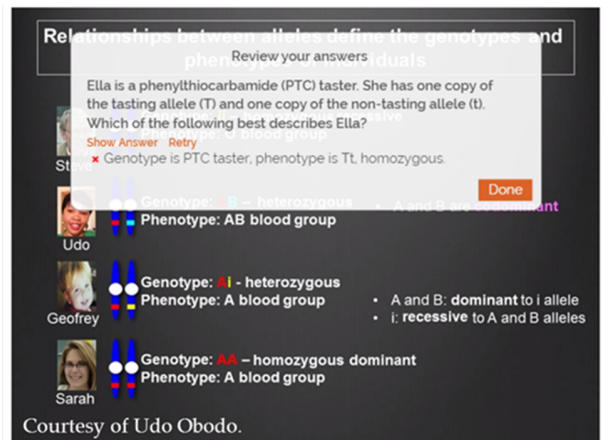 Relationships between alleles define the genotypes and
phenotypes of individuals
Review your answers
Ella is a phenylthiocarbamide (PTC) taster. She has one copy of
the tasting allele (T) and one copy of the non-tasting allele (t).
Which of the following best describes Ella?
Show Answer Retry
× Genotype is PTC taster, phenotype is Tt, homozygous.
Done
Steve
Genotype: AB – heterozygous
Phenotype: AB blood group
• A and B are codominant
Udo
Genotype: Ai - heterozygous
Phenotype: A blood group
• A and B: dominant to i allele
• i: recessive to A and B alleles
Geofrey
Genotype: AA – homozygous dominant
Phenotype: A blood group
Sarah
Courtesy of Udo Obodo.